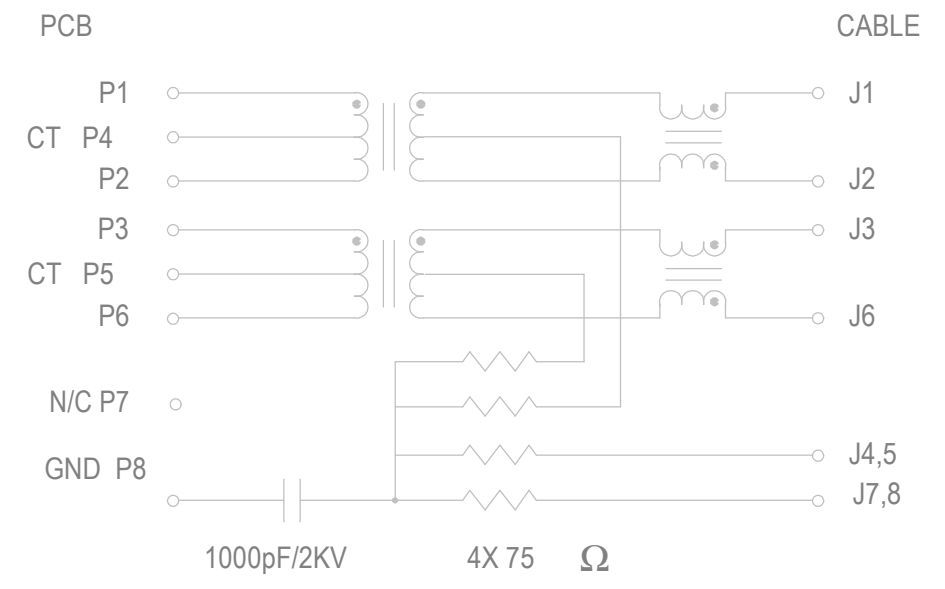 PCB CABLE
P1 J1
CT P4
P2 J2
P3 J3
CT P5
P6 J6
N/C P7
J4,5
GND P8
J7,8
1000pF/2KV 4X 75 Ω